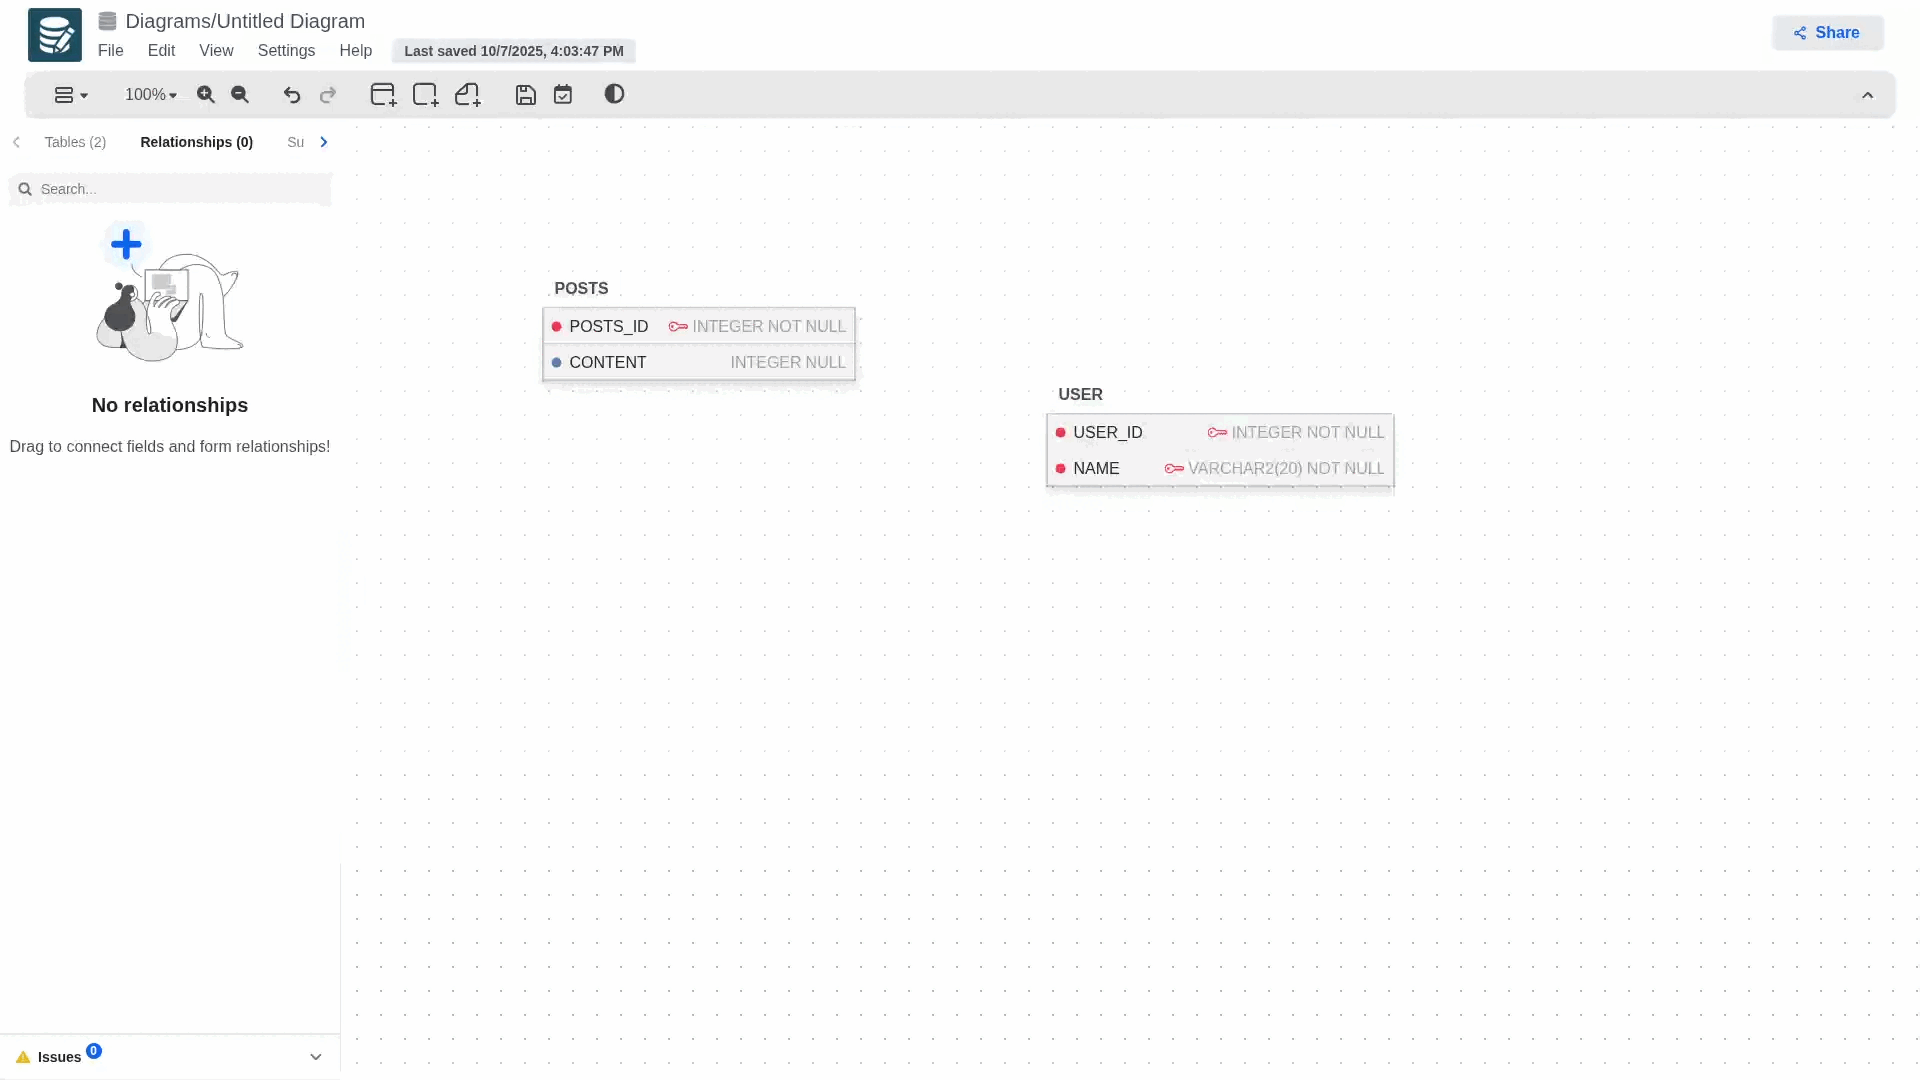 Diagrams/Untitled Diagram
File Edit View Settings Help Last saved 10/7/2025, 4:03:47 PM
Share
100%
Tables (2) Relationships (0) Su
Search...
No relationships
Drag to connect fields and form relationships!
POSTS
POSTS_ID INTEGER NOT NULL
CONTENT INTEGER NULL
USER
USER_ID INTEGER NOT NULL
NAME VARCHAR2(20) NOT NULL
Issues 0